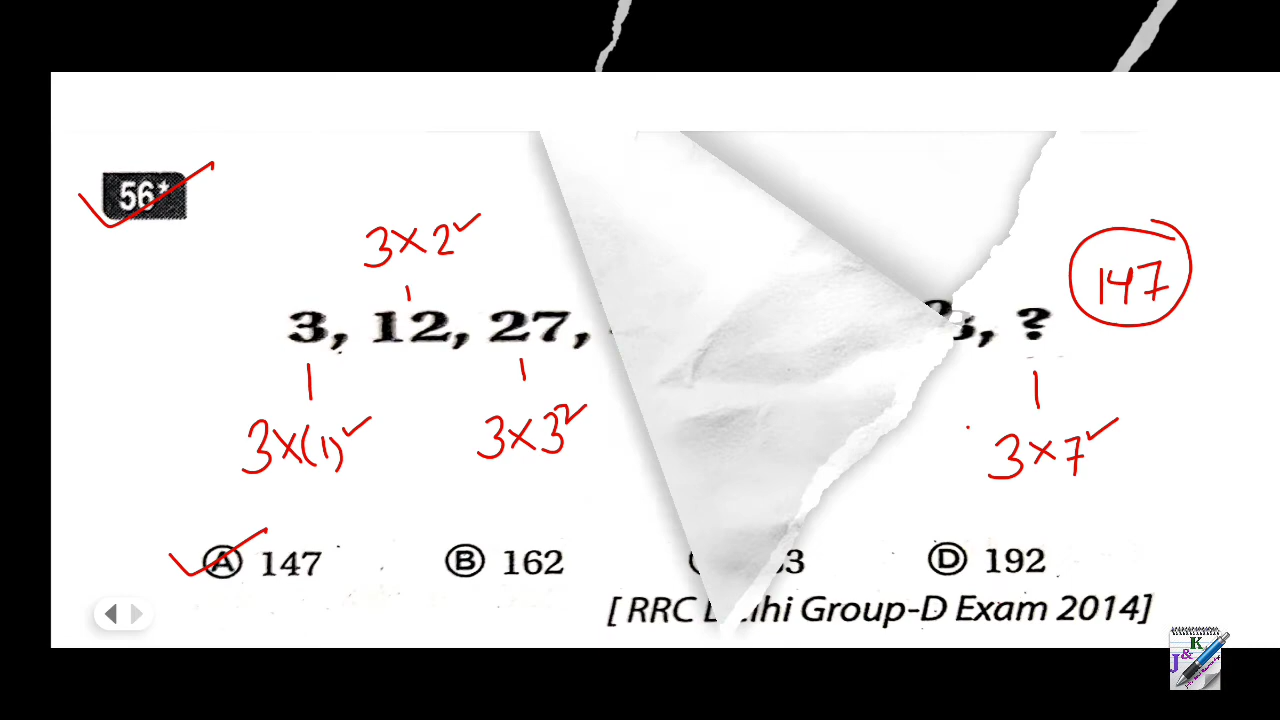 56*
3×2✓
147
3, 12, 27, ?
3×(1)✓ 3×3² 3×7✓
Ⓐ 147 Ⓑ 162 Ⓓ 192
[ RRC Group-D Exam 2014]
J&K